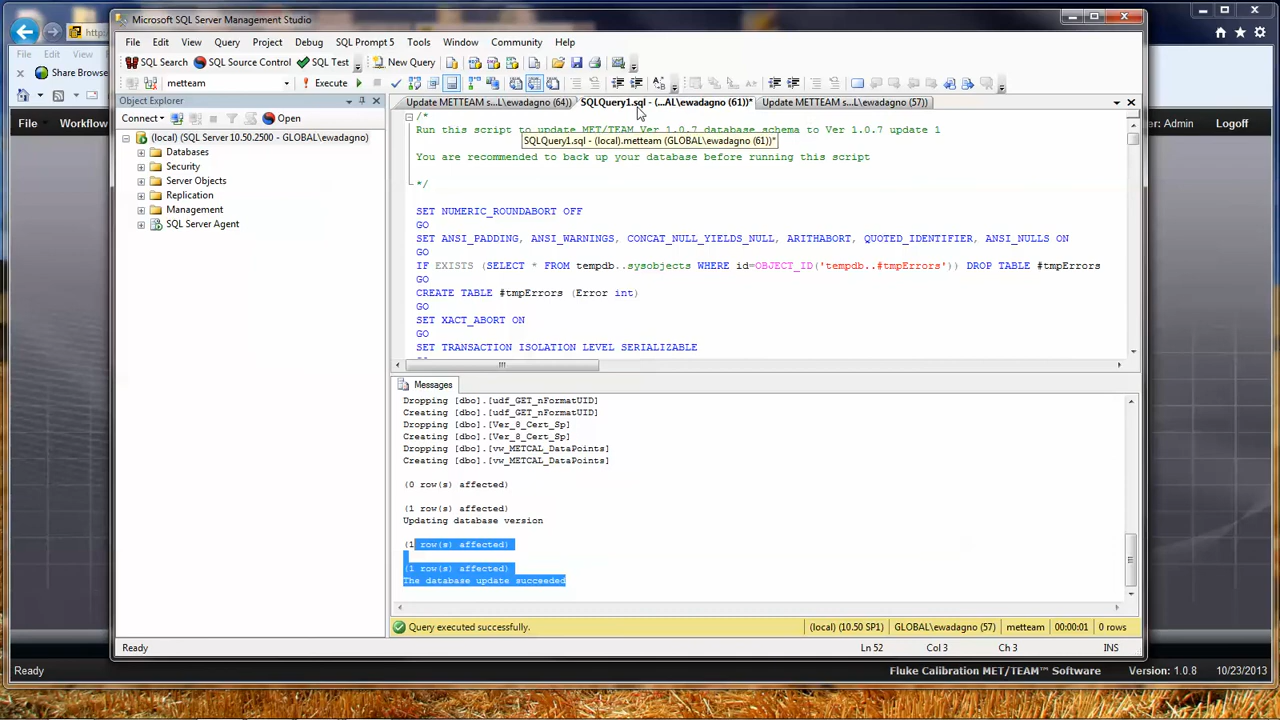 Microsoft SQL Server Management Studio
http
File Edit View
File Edit View Query Project Debug SQL Prompt 5 Tools Window Community Help
Share Browse
SQL Search SQL Source Control SQL Test New Query
metteam Execute
Object Explorer
Update METTEAM s...L\ewadagno (64)) SQLQuery1.sql - (...AL\ewadagno (61))* Update METTEAM s...L\ewadagno (57))
Connect
File Workflow
: Admin Logoff
(local) (SQL Server 10.50.2500 - GLOBAL\ewadagno)
Databases
Security
Server Objects
Replication
Management
SQL Server Agent
Open
/*
Run this script to update MET/TEAM Ver 1.0.7 database schema to Ver 1.0.7 update 1
SQLQuery1.sql - (local).metteam (GLOBAL\ewadagno (61))*
You are recommended to back up your database before running this script
*/
SET NUMERIC_ROUNDABORT OFF
GO
SET ANSI_PADDING, ANSI_WARNINGS, CONCAT_NULL_YIELDS_NULL, ARITHABORT, QUOTED_IDENTIFIER, ANSI_NULLS ON
GO
IF EXISTS (SELECT * FROM tempdb..sysobjects WHERE id=OBJECT_ID('tempdb..#tmpErrors')) DROP TABLE #tmpErrors
GO
CREATE TABLE #tmpErrors (Error int)
GO
SET XACT_ABORT ON
GO
SET TRANSACTION ISOLATION LEVEL SERIALIZABLE
Messages
Dropping [dbo].[udf_GET_nFormatUID]
Creating [dbo].[udf_GET_nFormatUID]
Dropping [dbo].[Ver_8_Cert_Sp]
Creating [dbo].[Ver_8_Cert_Sp]
Dropping [dbo].[vw_METCAL_DataPoints]
Creating [dbo].[vw_METCAL_DataPoints]
(0 row(s) affected)
(1 row(s) affected)
Updating database version
(1 row(s) affected)
(1 row(s) affected)
The database update succeeded
Query executed successfully. (local) (10.50 SP1) GLOBAL\ewadagno (57) metteam 00:00:01 0 rows
Ready Ln 52 Col 3 Ch 3 INS
Ready Fluke Calibration MET/TEAM™ Software Version: 1.0.8 10/23/2013